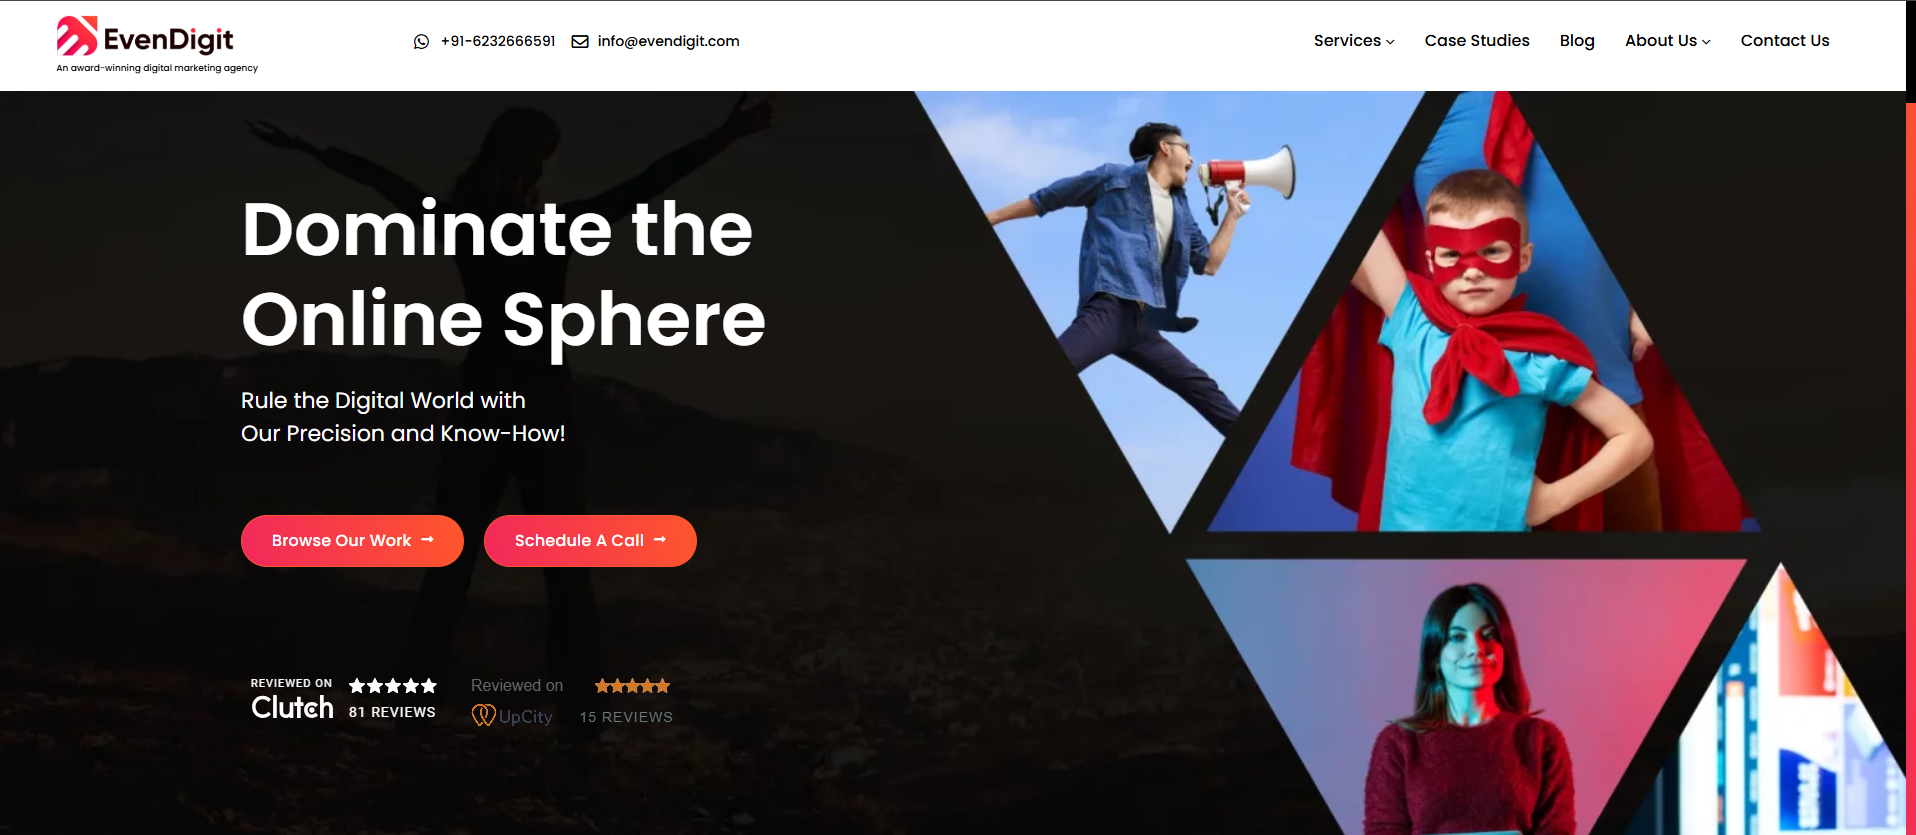 EvenDigit
An award-winning digital marketing agency
+91-6232666591
info@evendigit.com
Services
Case Studies
Blog
About Us
Contact Us
Dominate the
Online Sphere
Rule the Digital World with
Our Precision and Know-How!
Browse Our Work
Schedule A Call
REVIEWED ON
Clutch
81 REVIEWS
Reviewed on
UpCity
15 REVIEWS